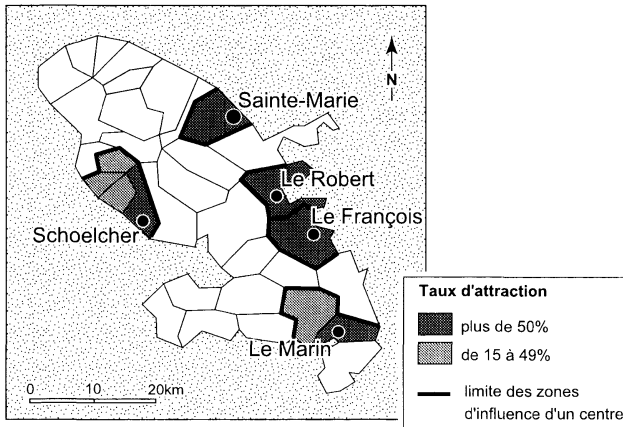 N
Sainte-Marie
Le Robert
Le François
Schoelcher
Le Marin
0 10 20km
Taux d'attraction
plus de 50%
de 15 à 49%
limite des zones
d'influence d'un centre